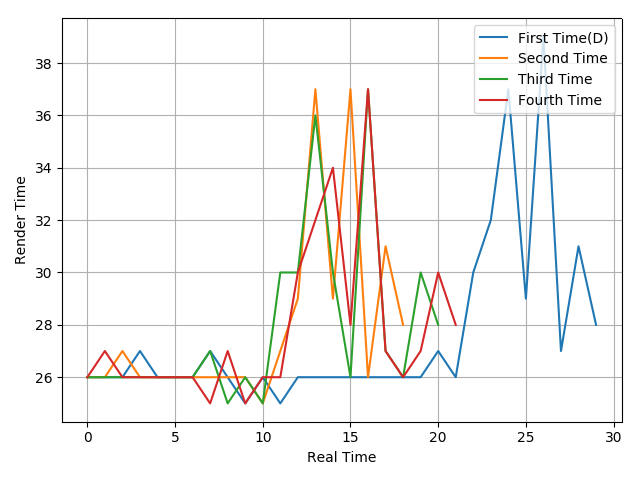 First Time(D)
Second Time
Third Time
Fourth Time
Render Time
38
36
34
32
30
28
26
0 5 10 15 20 25 30
Real Time